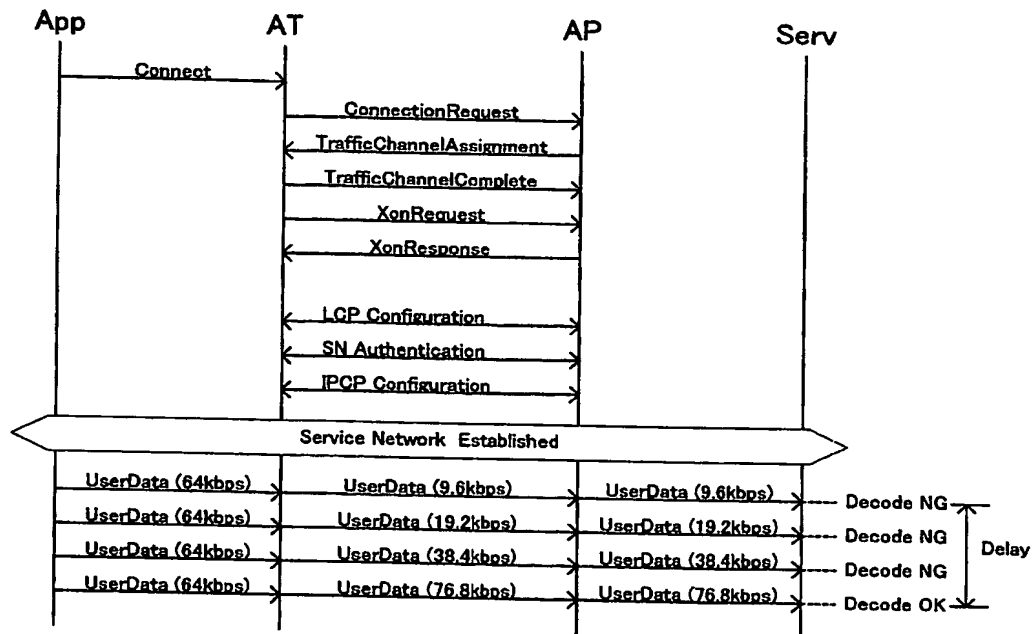 App AT AP Serv
Connect
ConnectionRequest
TrafficChannelAssignment
TrafficChannelComplete
XonRequest
XonResponse
LCP Configuration
SN Authentication
IPCP Configuration
Service Network Established
UserData (64kbps) UserData (9.6kbps) UserData (9.6kbps) Decode NG
UserData (64kbps) UserData (19.2kbps) UserData (19.2kbps) Decode NG
Delay
UserData (64kbps) UserData (38.4kbps) UserData (38.4kbps) Decode NG
UserData (64kbps) UserData (76.8kbps) UserData (76.8kbps) Decode OK